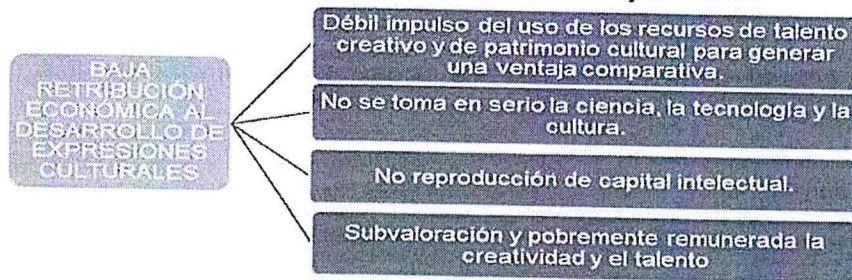 BAJA
RETRIBUCIÓN
ECONÓMICA AL
DESARROLLO DE
EXPRESIONES
CULTURALES
Débil impulso del uso de los recursos de talento
creativo y de patrimonio cultural para generar
una ventaja comparativa.
No se toma en serio la ciencia, la tecnología y la
cultura.
No reproducción de capital intelectual.
Subvaloración y pobremente remunerada la
creatividad y el talento